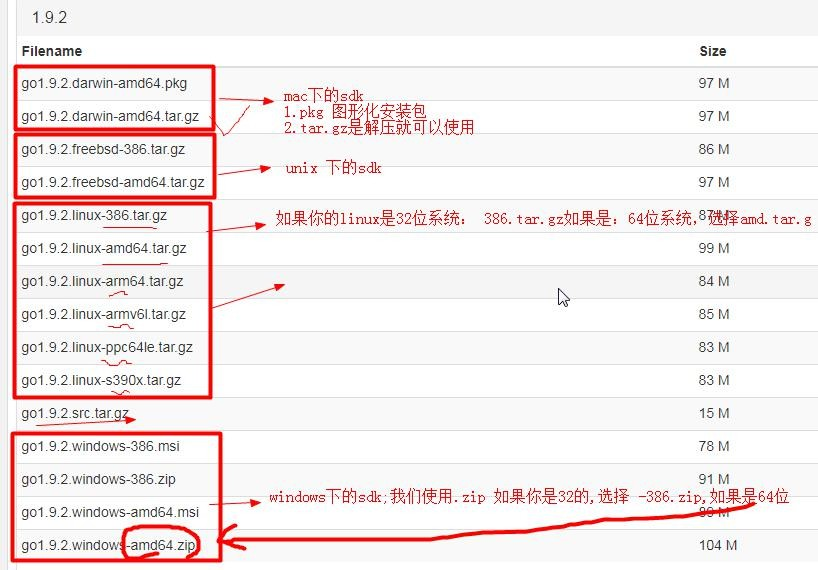 1.9.2
Filename Size
go1.9.2.darwin-amd64.pkg 97 M
mac下的sdk
1.pkg 图形化安装包
go1.9.2.darwin-amd64.tar.gz 97 M
2.tar.gz是解压就可以使用
go1.9.2.freebsd-386.tar.gz 86 M
unix 下的sdk
go1.9.2.freebsd-amd64.tar.gz 97 M
go1.9.2.linux-386.tar.gz 87 M
如果你的linux是32位系统： 386.tar.gz如果是：64位系统，选择amd.tar.g
go1.9.2.linux-amd64.tar.gz 99 M
go1.9.2.linux-arm64.tar.gz 84 M
go1.9.2.linux-armv6l.tar.gz 85 M
go1.9.2.linux-ppc64le.tar.gz 83 M
go1.9.2.linux-s390x.tar.gz 83 M
go1.9.2.src.tar.gz 15 M
go1.9.2.windows-386.msi 78 M
go1.9.2.windows-386.zip 91 M
windows下的sdk;我们使用.zip 如果你是32的,选择 -386.zip,如果是64位
go1.9.2.windows-amd64.msi M
go1.9.2.windows-amd64.zip 104 M